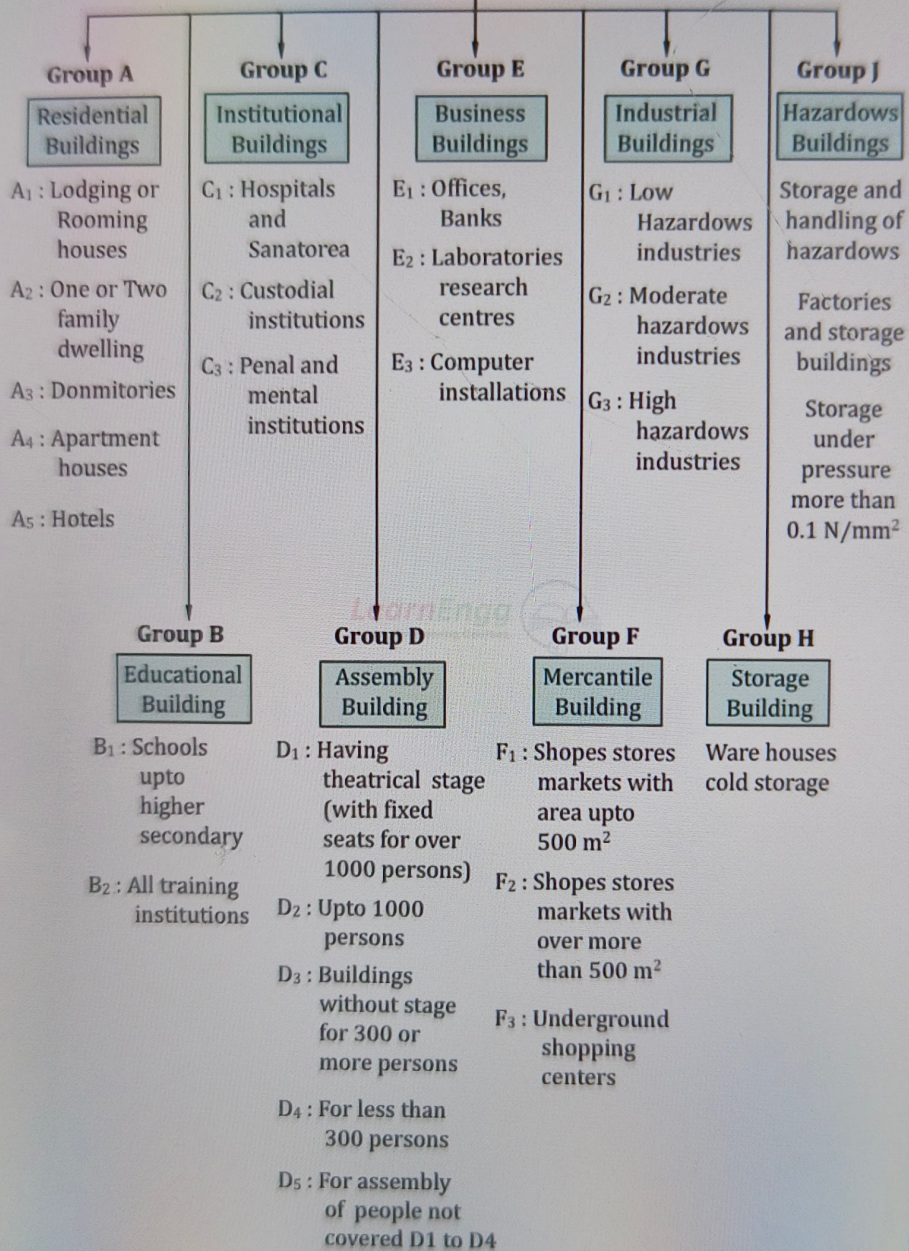 Group A
Residential
Buildings
A₁ : Lodging or
Rooming
houses
A₂ : One or Two
family
dwelling
A₃ : Donmitories
A₄ : Apartment
houses
A₅ : Hotels
Group C
Institutional
Buildings
C₁ : Hospitals
and
Sanatorea
C₂ : Custodial
institutions
C₃ : Penal and
mental
institutions
Group E
Business
Buildings
E₁ : Offices,
Banks
E₂ : Laboratories
research
centres
E₃ : Computer
installations
Group G
Industrial
Buildings
G₁ : Low
Hazardows
industries
G₂ : Moderate
hazardows
industries
G₃ : High
hazardows
industries
Group J
Hazardows
Buildings
Storage and
handling of
hazardows
Factories
and storage
buildings
Storage
under
pressure
more than
0.1 N/mm²
LearnEngg
Group B
Educational
Building
B₁ : Schools
upto
higher
secondary
B₂ : All training
institutions
Group D
Assembly
Building
D₁ : Having
theatrical stage
(with fixed
seats for over
1000 persons)
D₂ : Upto 1000
persons
D₃ : Buildings
without stage
for 300 or
more persons
D₄ : For less than
300 persons
D₅ : For assembly
of people not
covered D1 to D4
Group F
Mercantile
Building
F₁ : Shopes stores
markets with
area upto
500 m²
F₂ : Shopes stores
markets with
over more
than 500 m²
F₃ : Underground
shopping
centers
Group H
Storage
Building
Ware houses
cold storage